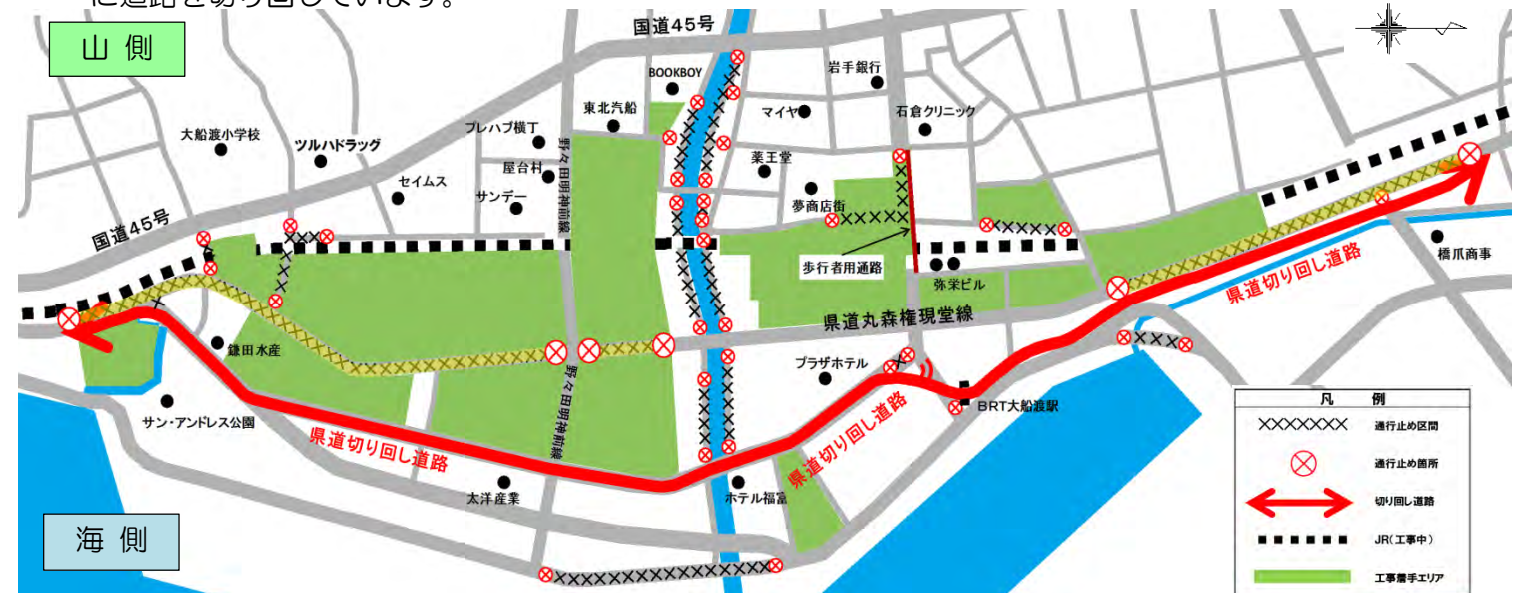 に道路を切り回しています。
山 側
国道45号
BOOKBOY
岩手銀行
東北汽船
マイヤ
石倉クリニック
大船渡小学校
ツルハドラッグ
プレハブ横丁
野々田明神前線
薬王堂
屋台村
セイムス
サンデー
夢商店街
国道45号
歩行者用通路
弥栄ビル
橋爪商事
県道切り回し道路
県道丸森権現堂線
鎌田水産
プラザホテル
野々田明神前線
サン・アンドレス公園
県道切り回し道路
県道切り回し道路
BRT大船渡駅
太洋産業
ホテル福富
海 側
凡 例
通行止め区間
通行止め箇所
切り回し道路
JR(工事中)
工事着手エリア